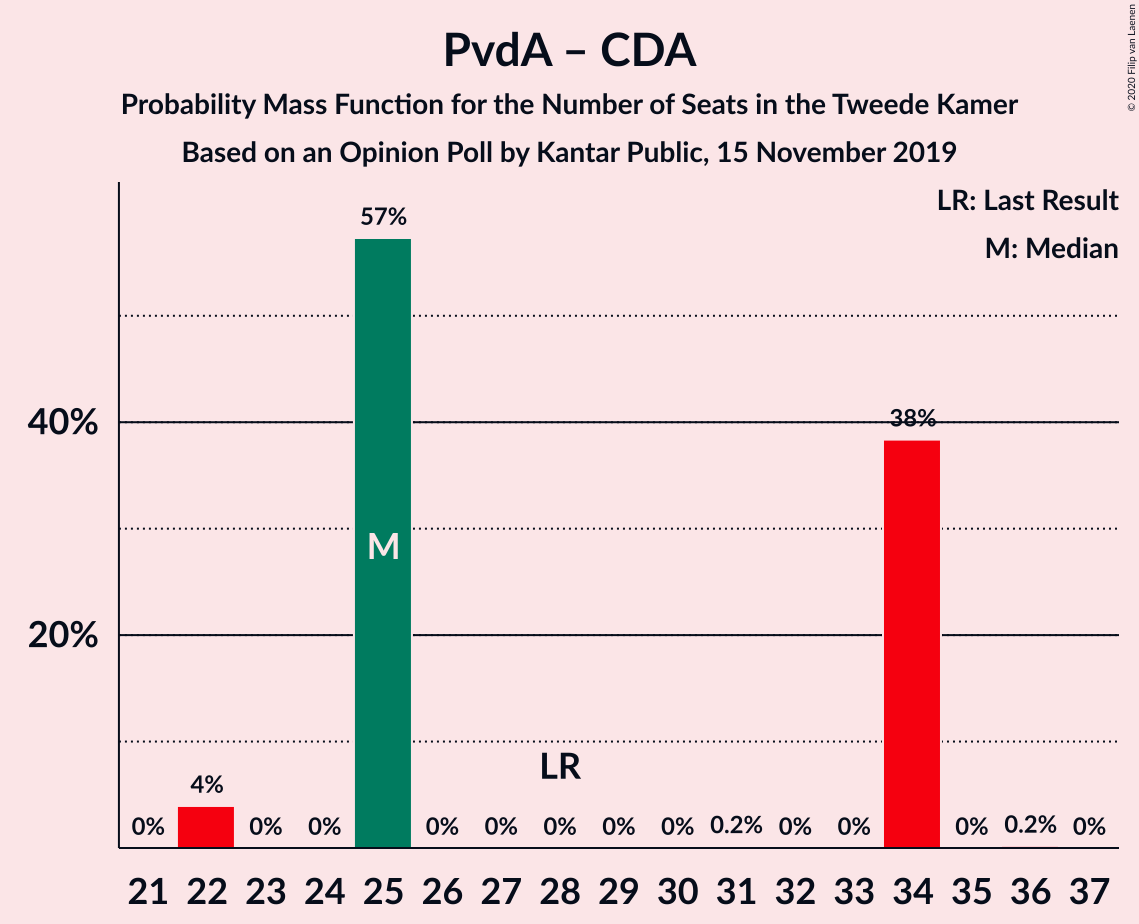 © 2020 Filip van Laenen
PvdA – CDA
Probability Mass Function for the Number of Seats in the Tweede Kamer
Based on an Opinion Poll by Kantar Public, 15 November 2019
LR: Last Result
M: Median
40%
20%
0% 4% 0% 0% 57% 0% 0% 0% 0% 0% 0.2% 0% 0% 38% 0% 0.2% 0%
M
LR
21 22 23 24 25 26 27 28 29 30 31 32 33 34 35 36 37